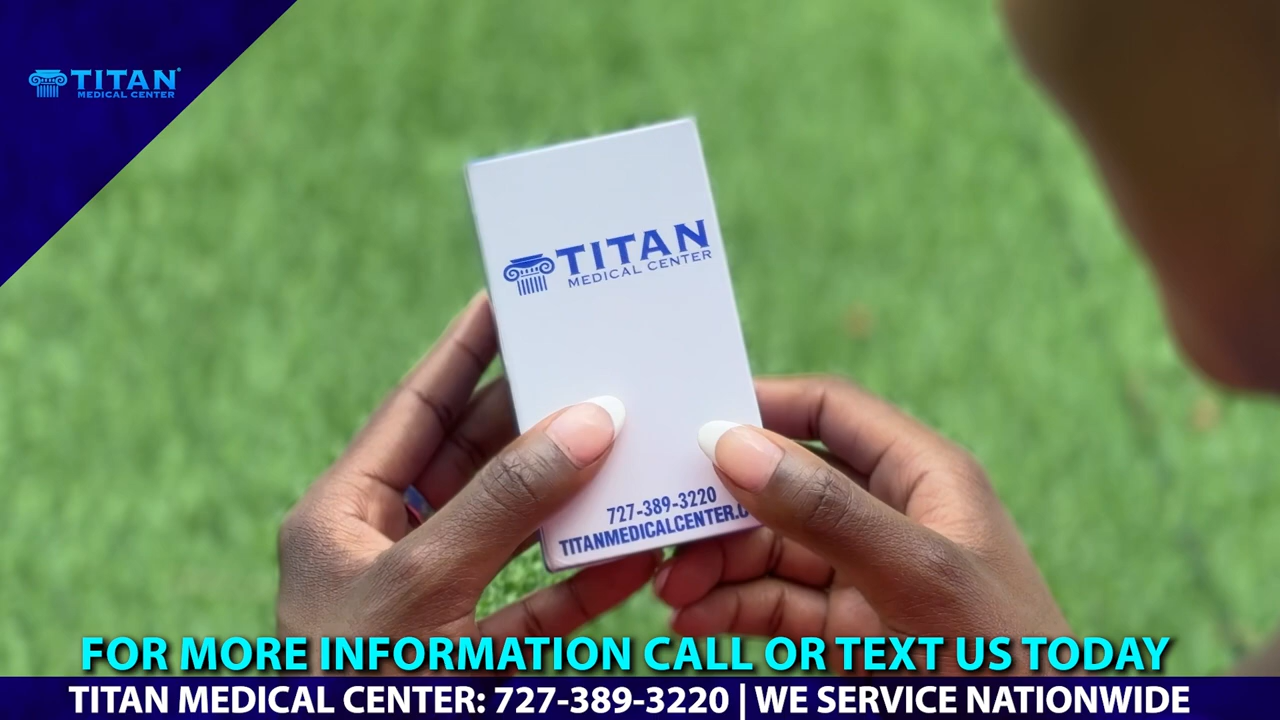 TITAN
MEDICAL CENTER
TITAN
MEDICAL CENTER
727-389-3220
TITANMEDICALCENTER.C
FOR MORE INFORMATION CALL OR TEXT US TODAY
TITAN MEDICAL CENTER: 727-389-3220 | WE SERVICE NATIONWIDE